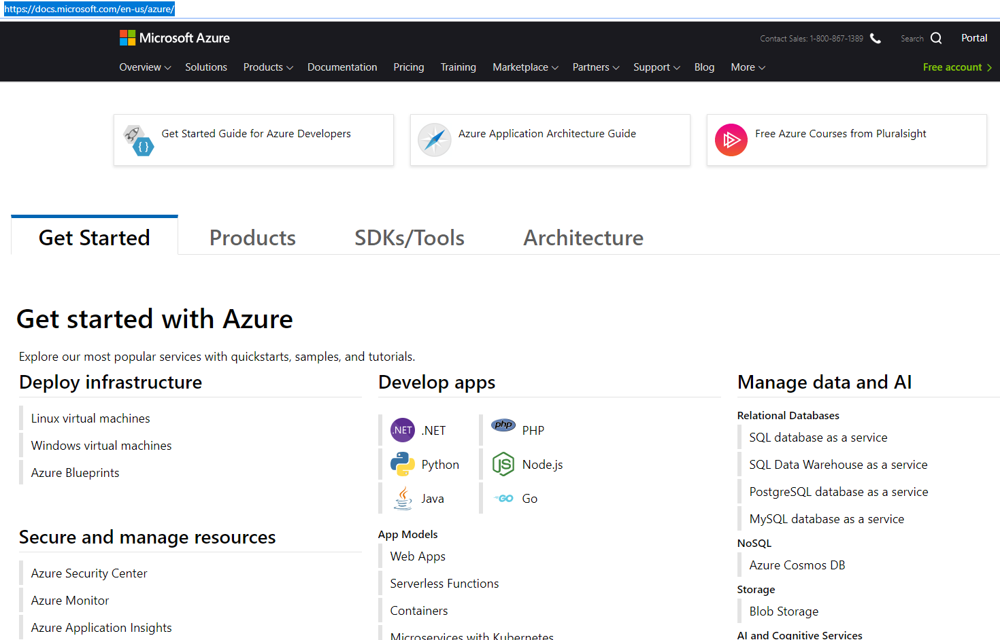 https://docs.microsoft.com/en-us/azure/
Microsoft Azure
Contact Sales: 1-800-867-1389
Search
Portal
Overview
Solutions
Products
Documentation
Pricing
Training
Marketplace
Partners
Support
Blog
More
Free account
Get Started Guide for Azure Developers
Azure Application Architecture Guide
Free Azure Courses from Pluralsight
Get Started
Products
SDKs/Tools
Architecture
Get started with Azure
Explore our most popular services with quickstarts, samples, and tutorials.
Deploy infrastructure
Linux virtual machines
Windows virtual machines
Azure Blueprints
Secure and manage resources
Azure Security Center
Azure Monitor
Azure Application Insights
Develop apps
.NET .NET
php PHP
Python
JS Node.js
Java
GO Go
App Models
Web Apps
Serverless Functions
Containers
Microservices with Kubernetes
Manage data and AI
Relational Databases
SQL database as a service
SQL Data Warehouse as a service
PostgreSQL database as a service
MySQL database as a service
NoSQL
Azure Cosmos DB
Storage
Blob Storage
AI and Cognitive Services